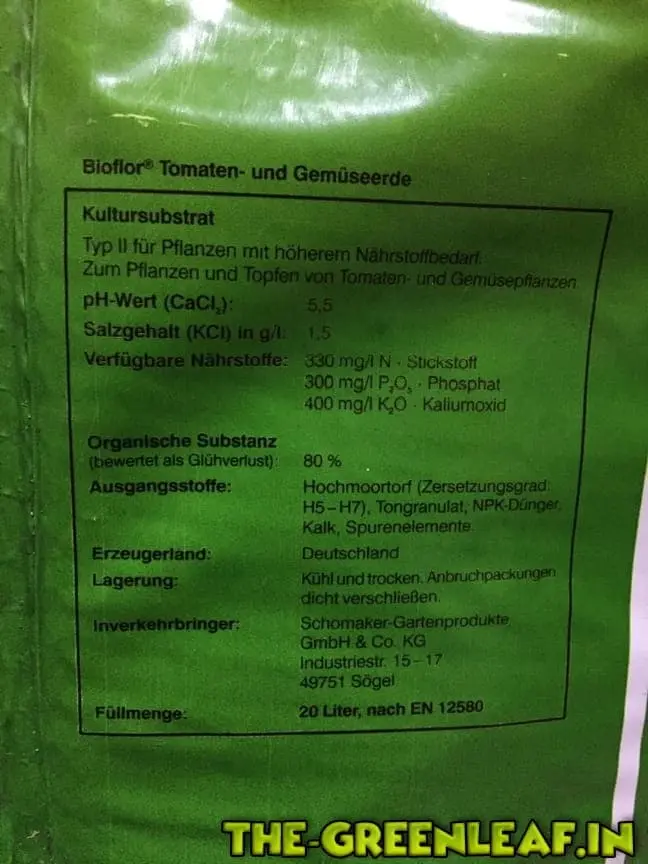 Bioflor® Tomaten- und Gemüseerde
Kultursubstrat
Typ II für Pflanzen mit höherem Nährstoffbedarf.
Zum Pflanzen und Topfen von Tomaten- und Gemüsepflanzen
pH-Wert (CaCl₂): 5,5
Salzgehalt (KCl) in g/l: 1,5
Verfügbare Nährstoffe: 330 mg/l N · Stickstoff
300 mg/l P₂O₅ · Phosphat
400 mg/l K₂O · Kaliumoxid
Organische Substanz
(bewertet als Glühverlust): 80 %
Ausgangsstoffe: Hochmoortorf (Zersetzungsgrad:
H5–H7), Tongranulat, NPK-Dünger,
Kalk, Spurenelemente.
Erzeugerland: Deutschland
Lagerung: Kühl und trocken. Anbruchpackungen
dicht verschließen.
Inverkehrbringer: Schomaker-Gartenprodukte
GmbH & Co. KG
Industriestr. 15–17
49751 Sögel
Füllmenge: 20 Liter, nach EN 12580
THE-GREENLEAF.IN